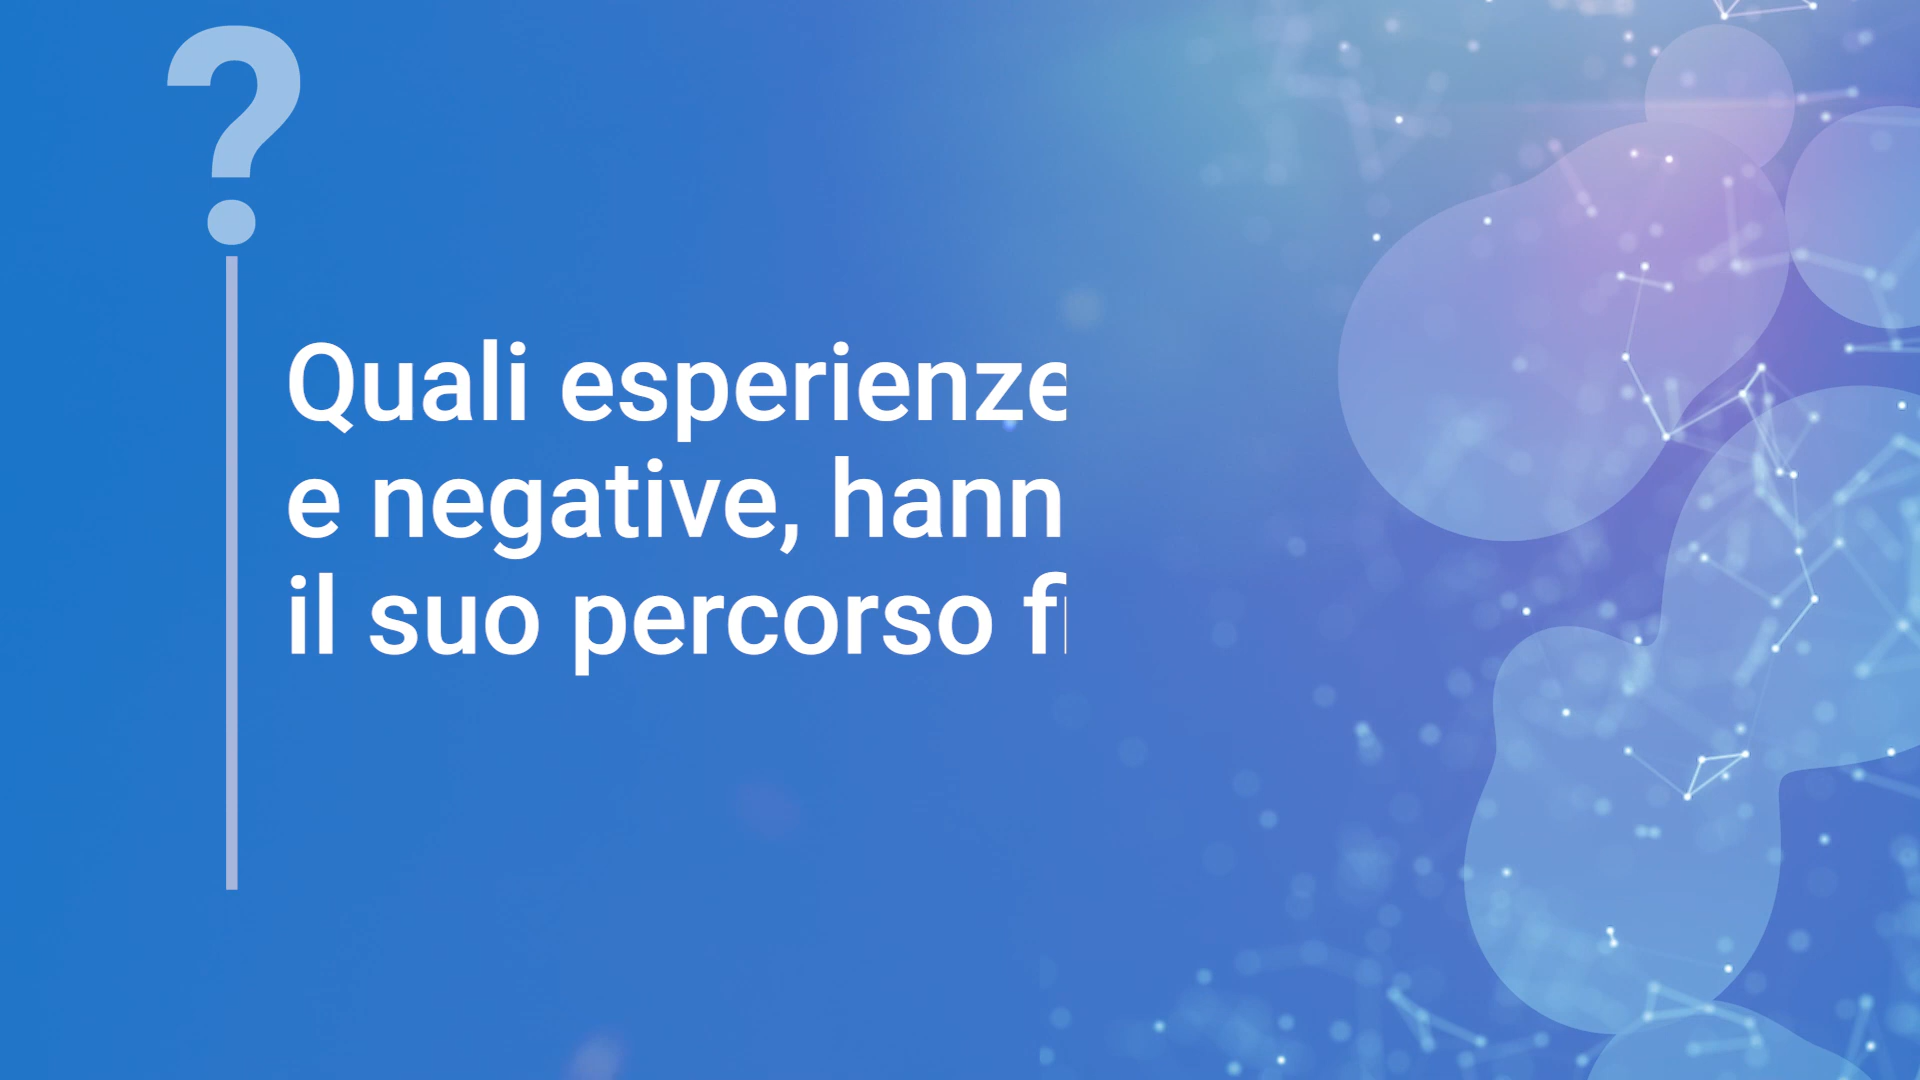 ?
Quali esperienze
e negative, hann
il suo percorso f